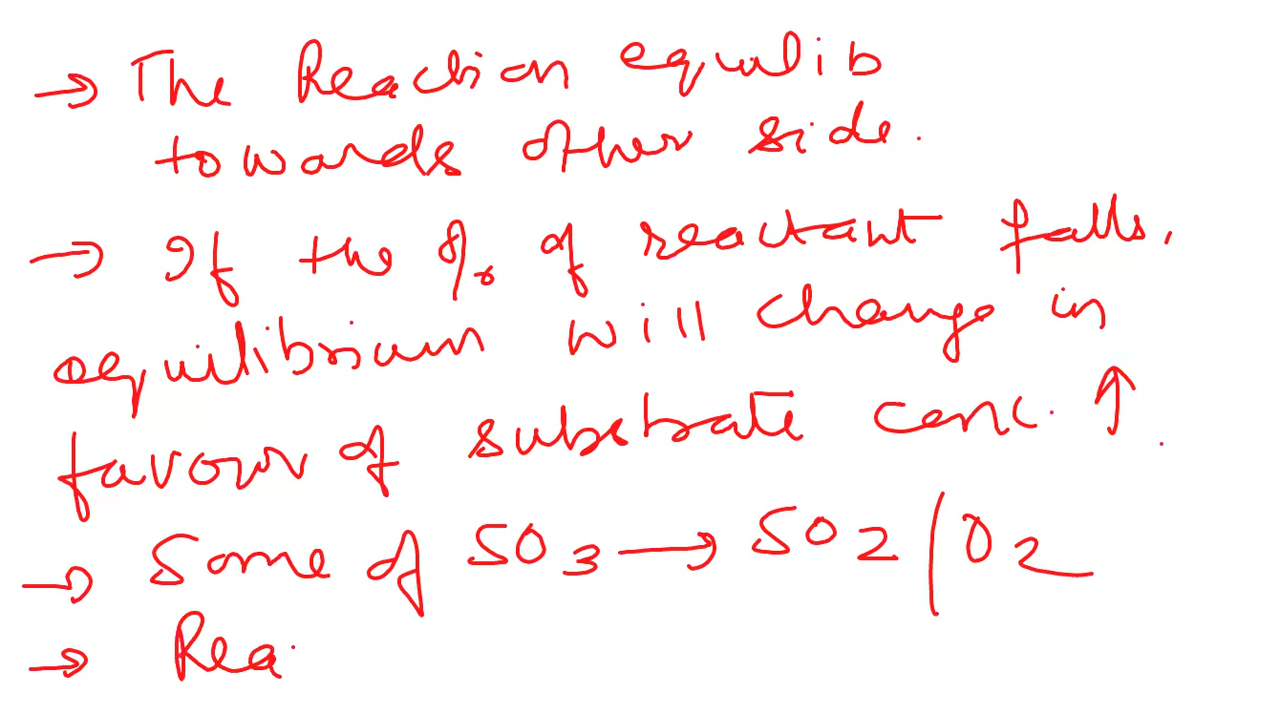 → The Reaction equilib
towards other side.
→ If the % of reactant falls,
equilibrium will change in
favour of substrate conc. ↑.
→ Some of SO3 → SO2/O2
→ Rea